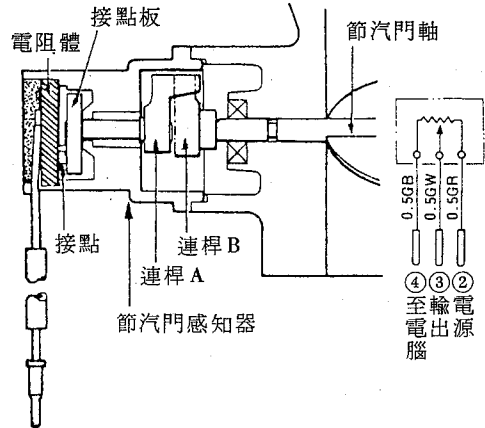 接點板
電阻體
節汽門軸
接點
連桿A
連桿B
節汽門感知器
0.5GB
0.5GW
0.5GR
④
③
②
至電腦
輸出
電源